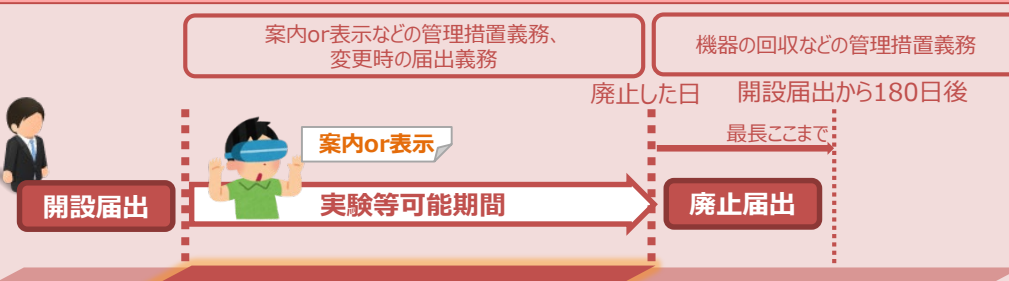 案内or表示などの管理措置義務、
変更時の届出義務
機器の回収などの管理措置義務
廃止した日
開設届出から180日後
最長ここまで
案内or表示
開設届出
実験等可能期間
廃止届出